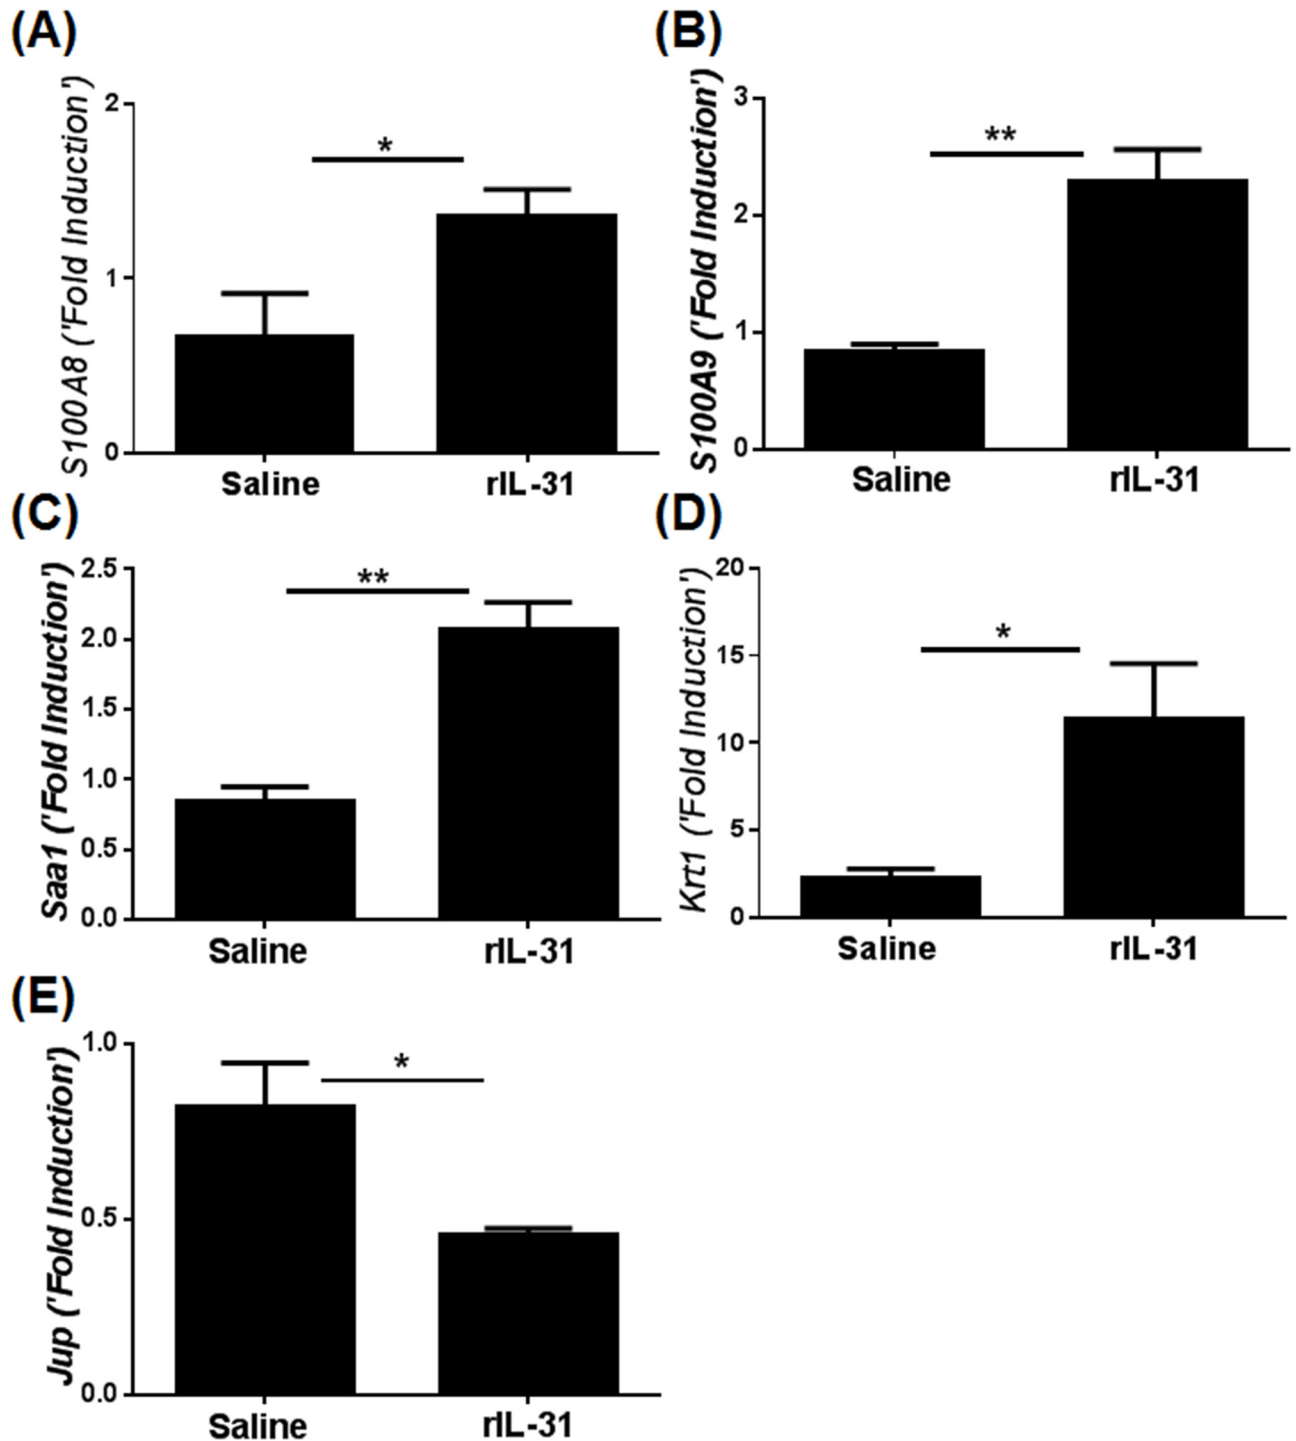 (A)
S100A8 ('Fold Induction')
2
1
0
*
Saline
rIL-31
(B)
S100A9 ('Fold Induction')
3
2
1
0
**
Saline
rIL-31
(C)
Saa1 ('Fold Induction')
2.5
2.0
1.5
1.0
0.5
0.0
**
Saline
rIL-31
(D)
Krt1 ('Fold Induction')
20
15
10
5
0
*
Saline
rIL-31
(E)
Jup ('Fold Induction')
1.0
0.5
0.0
*
Saline
rIL-31